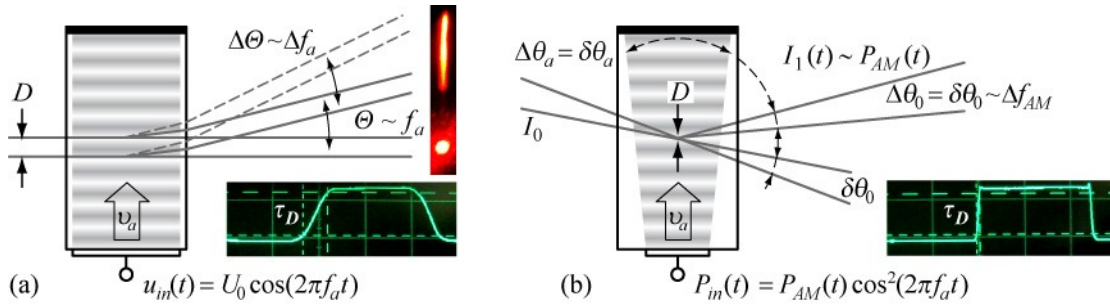 ΔΘ ~ Δf_a
D
Θ ~ f_a
τ_D
υ_a
(a) u_in(t) = U_0 cos(2πf_a t)
Δθ_a = δθ_a
I_1(t) ~ P_AM(t)
D
Δθ_0 = δθ_0 ~ Δf_AM
I_0
δθ_0
τ_D
υ_a
(b) P_in(t) = P_AM(t) cos²(2πf_a t)